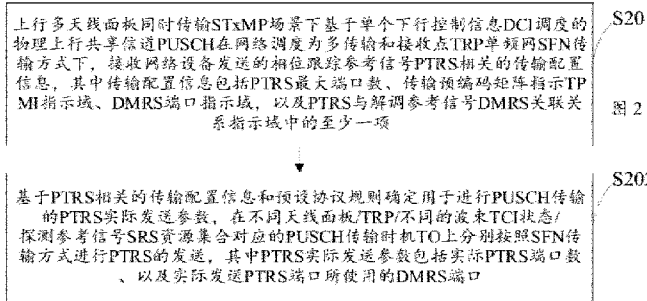 上行多天线面板同时传输STxMP场景下基于单个下行控制信息DCI调度的
物理上行共享信道PUSCH在网络调度为多传输和接收点TRP单频网SFN传
输方式下，接收网络设备发送的相位跟踪参考信号PTRS相关的传输配置
信息，其中传输配置信息包括PTRS最大端口数、传输预编码矩阵指示TP
MI指示域、DMRS端口指示域，以及PTRS与解调参考信号DMRS关联关
系指示域中的至少一项
S20
图 2
基于PTRS相关的传输配置信息和预设协议规则确定用于进行PUSCH传输
的PTRS实际发送参数，在不同天线面板/TRP/不同的波束TCI状态/
探测参考信号SRS资源集合对应的PUSCH传输时机TO上分别按照SFN传
输方式进行PTRS的发送，其中PTRS实际发送参数包括实际PTRS端口数
、以及实际发送PTRS端口所使用的DMRS端口
S202